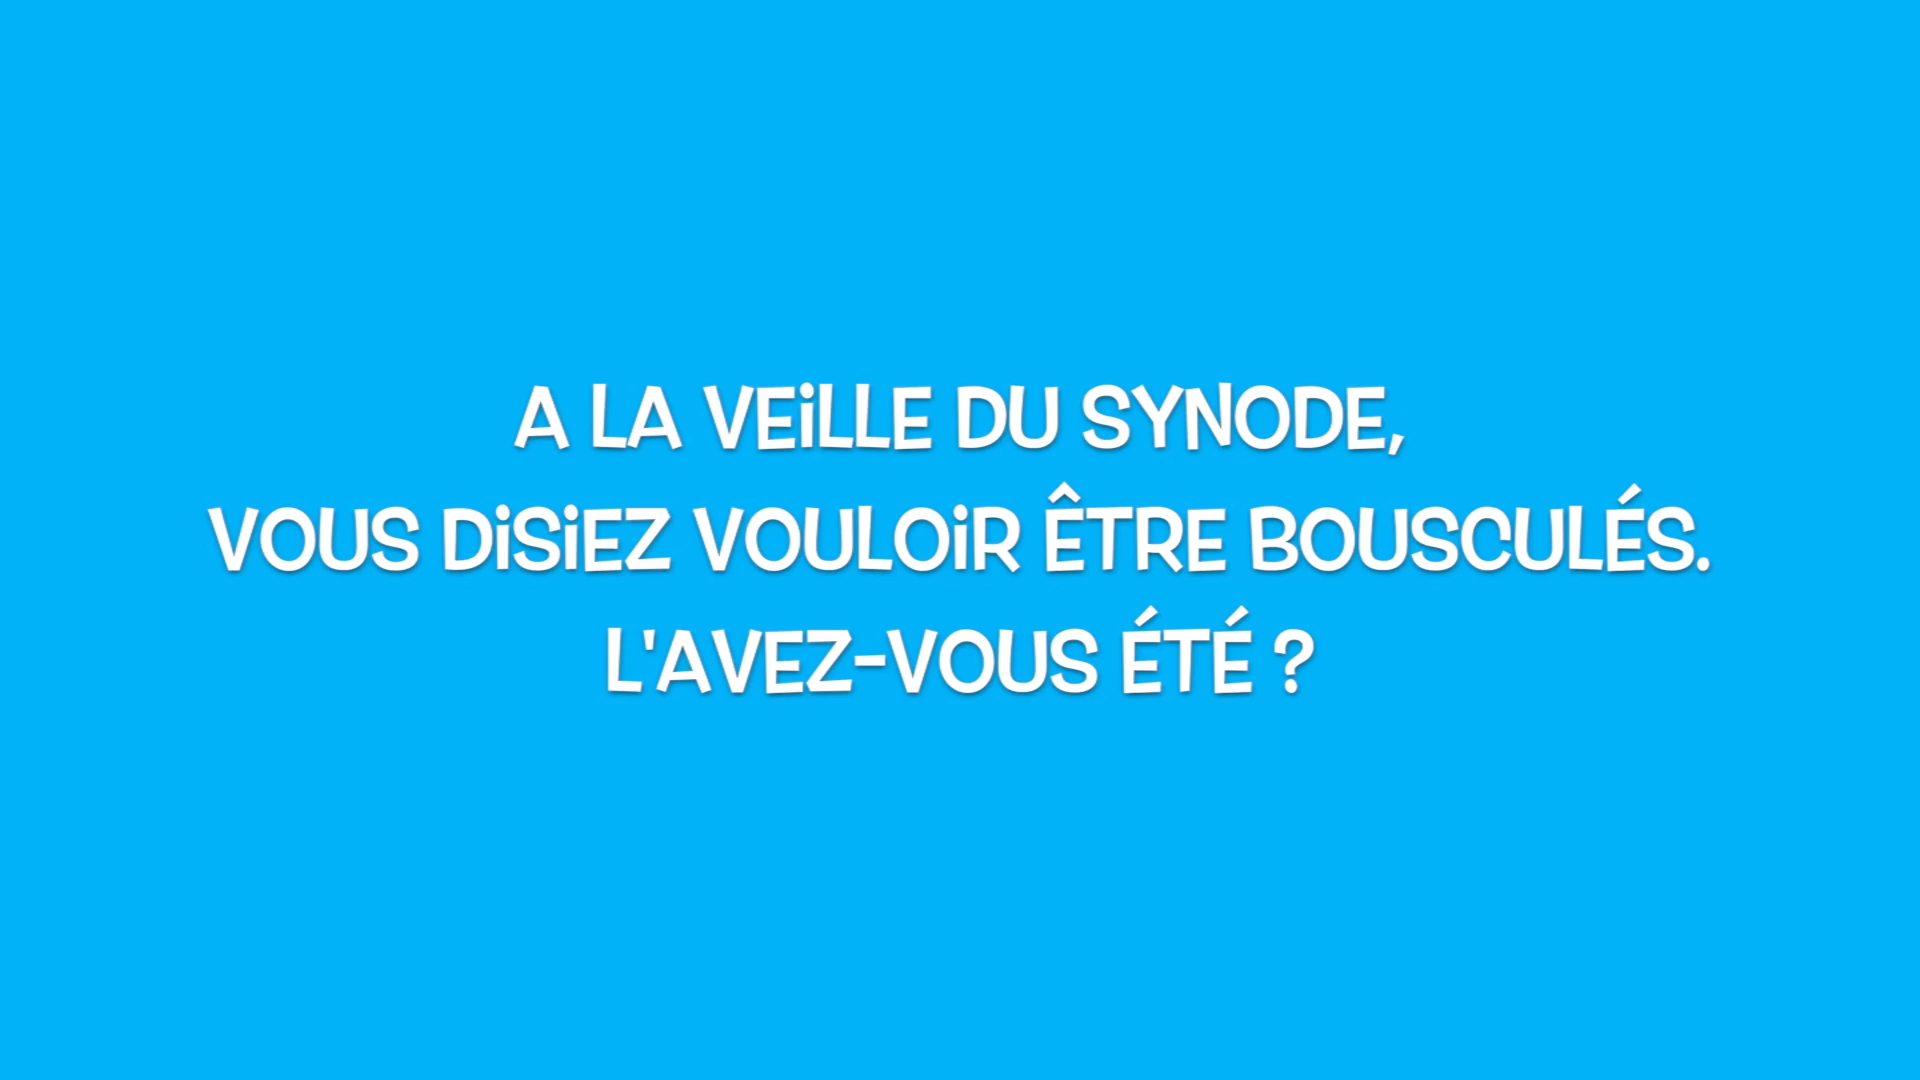 A LA VEILLE DU SYNODE,
VOUS DISIEZ VOULOIR ÊTRE BOUSCULÉS.
L'AVEZ-VOUS ÉTÉ ?